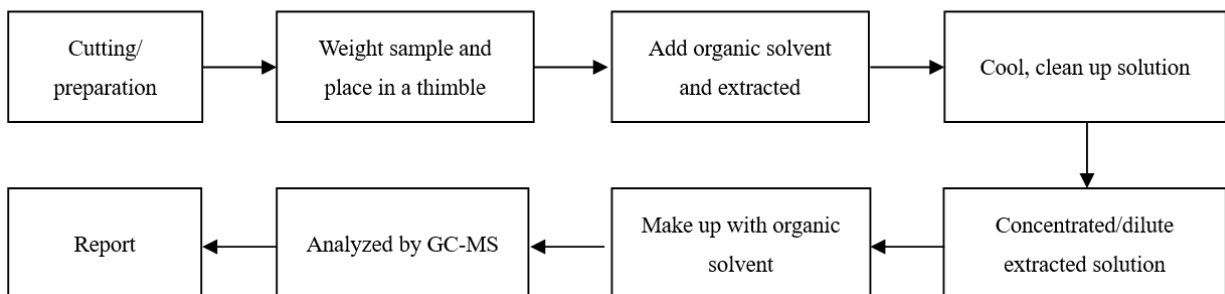 Cutting/
preparation
Weight sample and
place in a thimble
Add organic solvent
and extracted
Cool, clean up solution
Concentrated/dilute
extracted solution
Make up with organic
solvent
Analyzed by GC-MS
Report